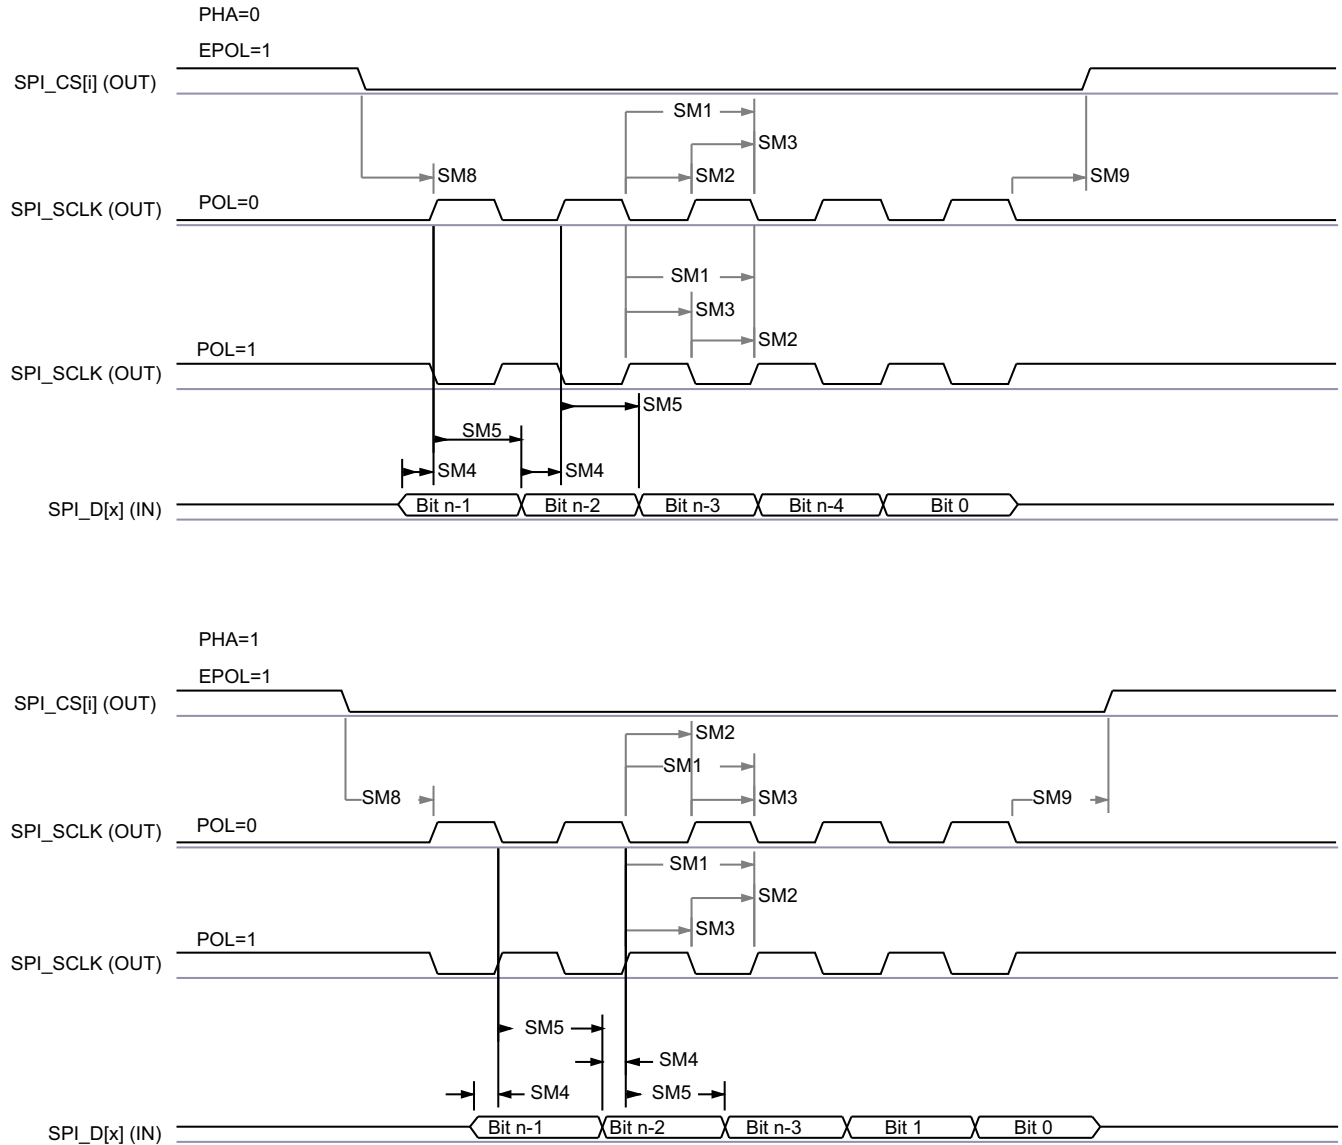 PHA=0
EPOL=1
SPI_CS[i] (OUT)
SM1
SM3
SM8
SM2
SM9
POL=0
SPI_SCLK (OUT)
SM1
SM3
SM2
POL=1
SPI_SCLK (OUT)
SM5
SM5
SM4
SM4
SPI_D[x] (IN)
Bit n-1
Bit n-2
Bit n-3
Bit n-4
Bit 0
PHA=1
EPOL=1
SPI_CS[i] (OUT)
SM2
SM1
SM8
SM3
SM9
POL=0
SPI_SCLK (OUT)
SM1
SM2
SM3
POL=1
SPI_SCLK (OUT)
SM5
SM4
SM4
SM5
SPI_D[x] (IN)
Bit n-1
Bit n-2
Bit n-3
Bit 1
Bit 0